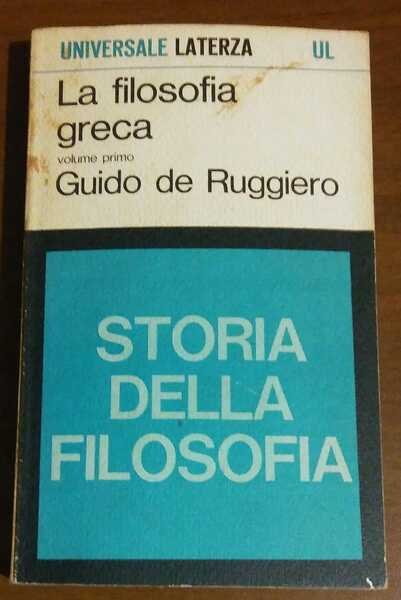 UNIVERSALE LATERZA UL
La filosofia
greca
volume primo
Guido de Ruggiero
STORIA
DELLA
FILOSOFIA